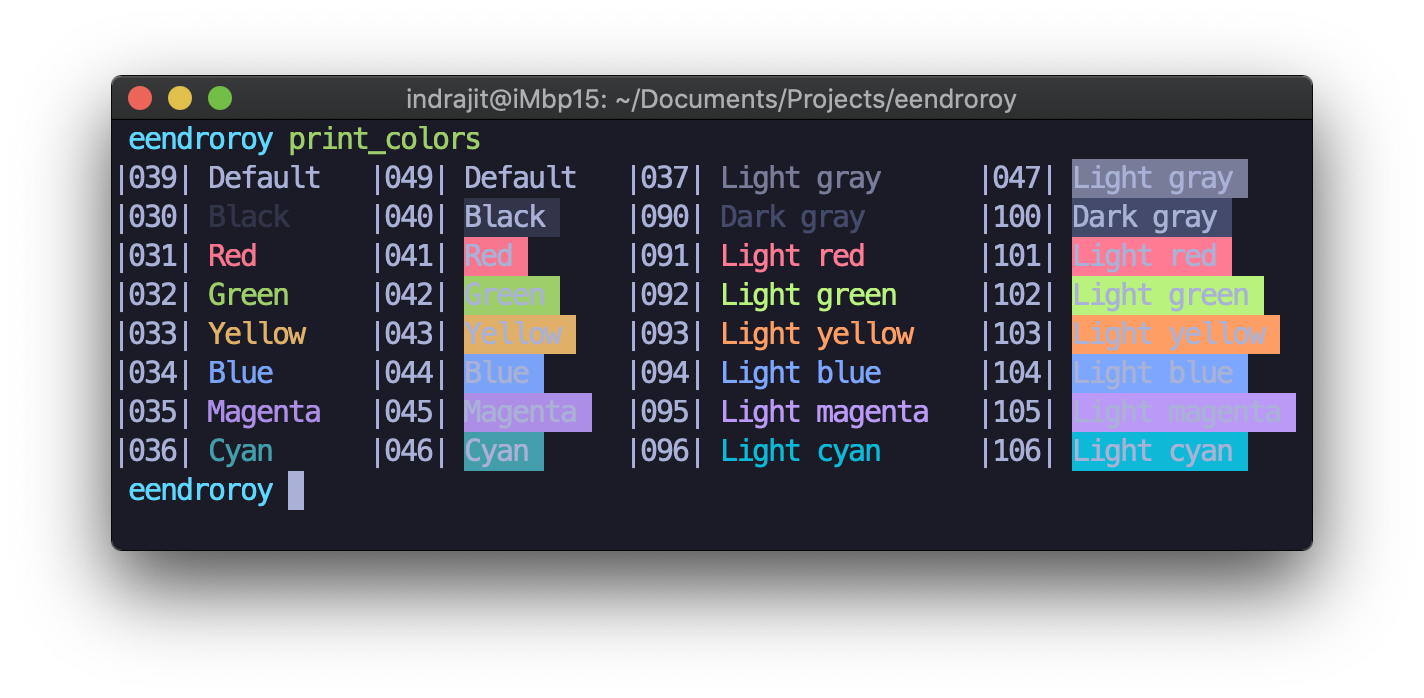 indrajit@iMbp15: ~/Documents/Projects/eendroroy
eendroroy print_colors
|039| Default |049| Default |037| Light gray |047| Light gray
|030| Black |040| Black |090| Dark gray |100| Dark gray
|031| Red |041| Red |091| Light red |101| Light red
|032| Green |042| Green |092| Light green |102| Light green
|033| Yellow |043| Yellow |093| Light yellow |103| Light yellow
|034| Blue |044| Blue |094| Light blue |104| Light blue
|035| Magenta |045| Magenta |095| Light magenta |105| Light magenta
|036| Cyan |046| Cyan |096| Light cyan |106| Light cyan
eendroroy